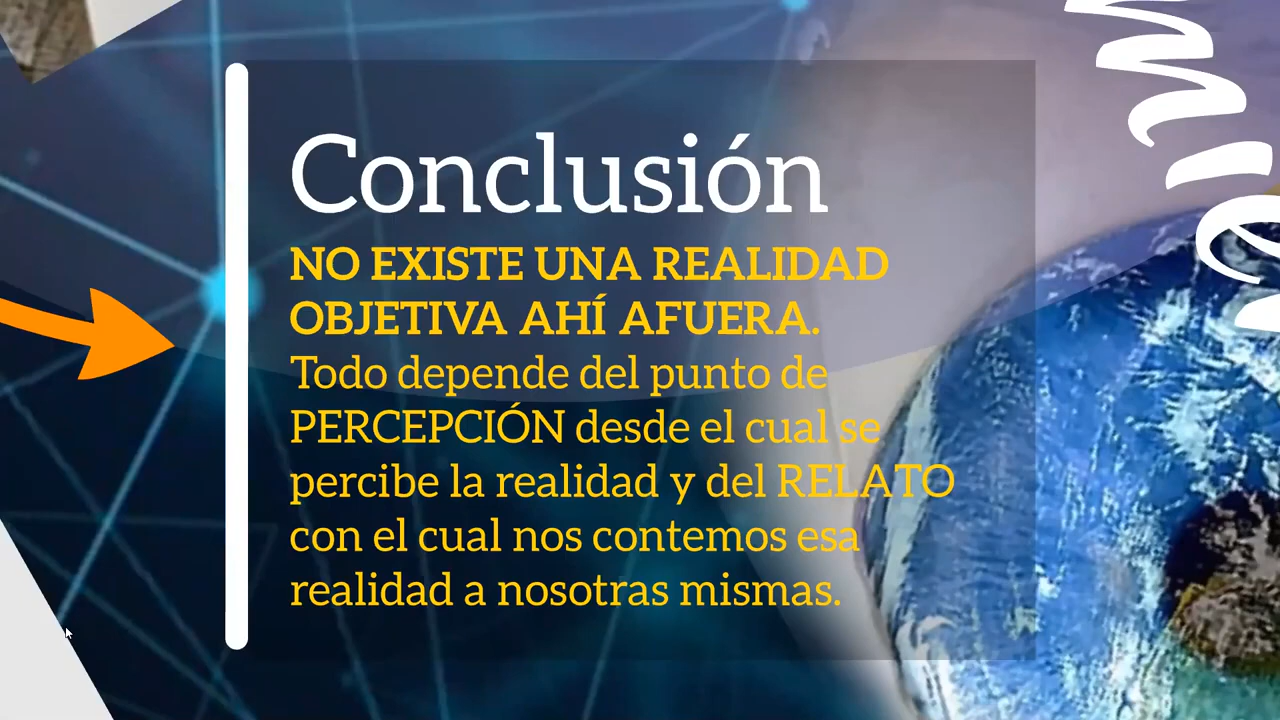 Conclusión
NO EXISTE UNA REALIDAD
OBJETIVA AHÍ AFUERA.
Todo depende del punto de
PERCEPCIÓN desde el cual se
percibe la realidad y del RELATO
con el cual nos contemos esa
realidad a nosotras mismas.